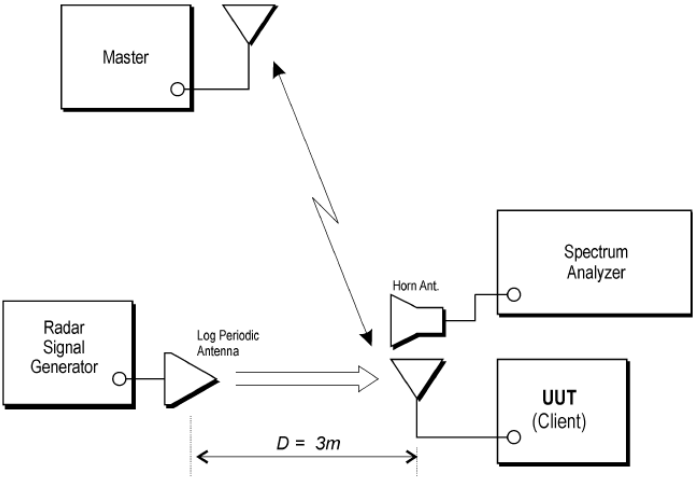 Master
Spectrum
Analyzer
Horn Ant.
Radar
Signal
Generator
Log Periodic
Antenna
UUT
(Client)
D = 3m